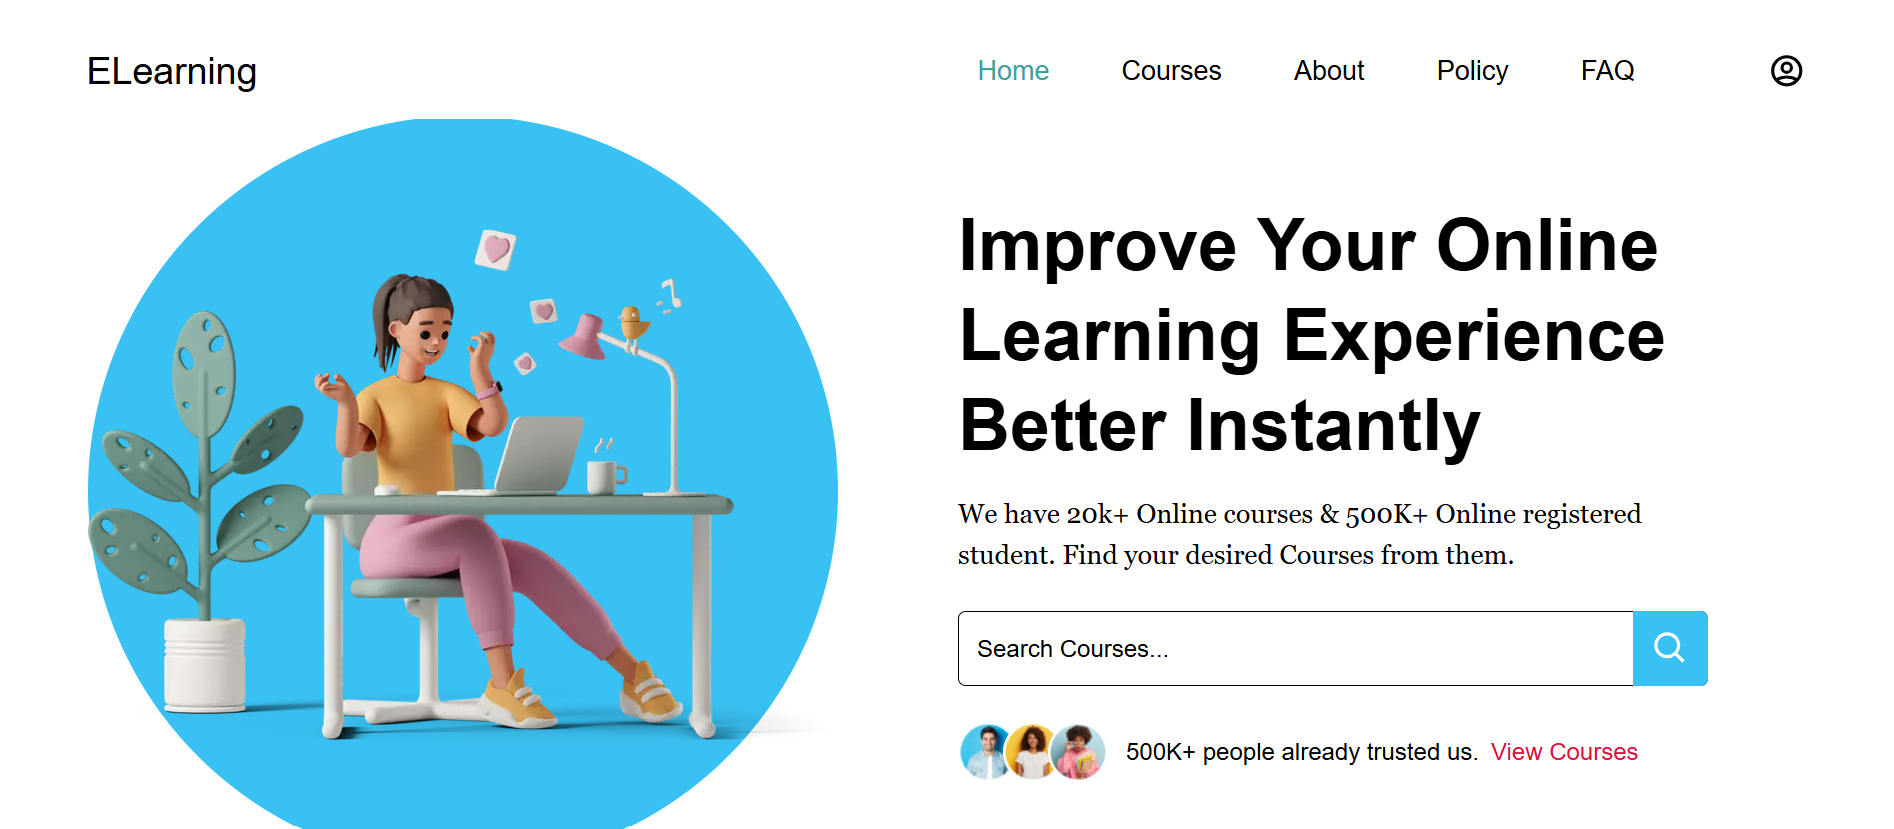 ELearning
Home Courses About Policy FAQ
Improve Your Online
Learning Experience
Better Instantly
We have 20k+ Online courses & 500K+ Online registered
student. Find your desired Courses from them.
Search Courses...
500K+ people already trusted us. View Courses